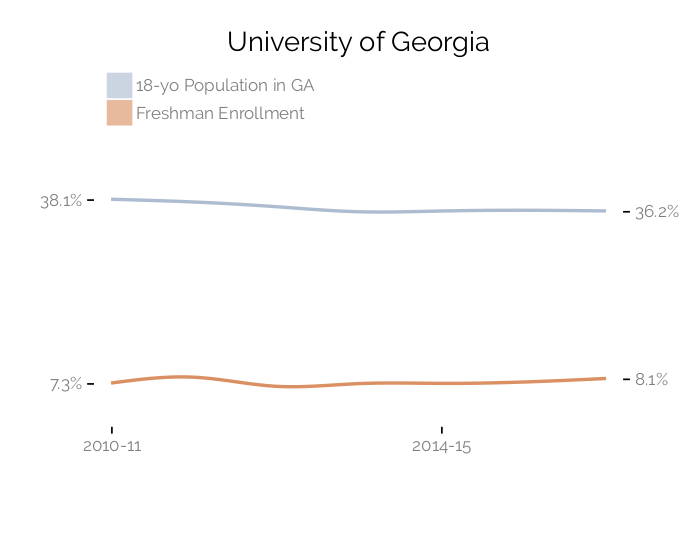 University of Georgia
18-yo Population in GA
Freshman Enrollment
38.1%
36.2%
7.3%
8.1%
2010-11
2014-15